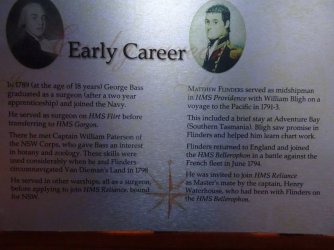 Early Career
In 1789 (at the age of 18 years) George Bass
graduated as a surgeon (after a two year
apprenticeship) and joined the Navy.
He served as surgeon on HMS Flirt before
transferring to HMS Gorgon.
There he met Captain William Paterson of
the NSW Corps, who gave Bass an interest
in botany and zoology. These skills were
used considerably when he and Flinders
circumnavigated Van Dieman's Land in 1798.
He served in other warships, all as a surgeon,
before applying to join HMS Reliance, bound
for NSW.
MATTHEW FLINDERS served as midshipman
in HMS Providence with William Bligh on a
voyage to the Pacific in 1791-3.
This included a brief stay at Adventure Bay
(Southern Tasmania). Bligh saw promise in
Flinders and helped him learn chart work.
Flinders returned to England and joined
the HMS Bellerophon in a battle against the
French fleet in June 1794.
He was invited to join HMS Reliance
as Master's mate by the captain, Henry
Waterhouse, who had been with Flinders on
the HMS Bellerophon.